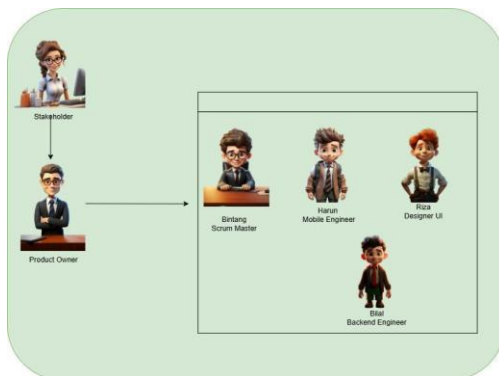 Stakeholder
Product Owner
Bintang
Scrum Master
Harun
Mobile Engineer
Riza
Designer UI
Bilal
Backend Engineer